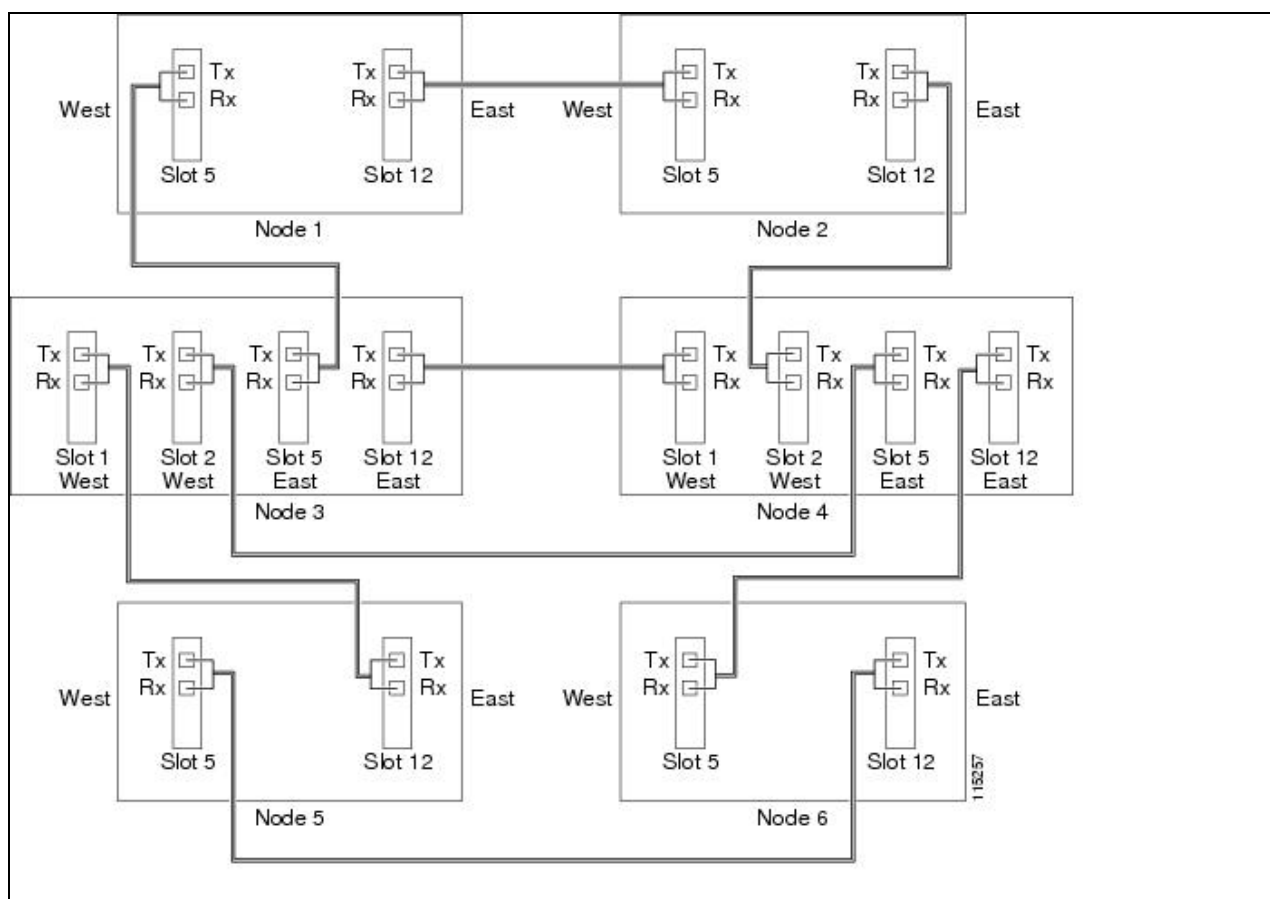 Tx Tx Tx Tx
West Rx Rx East West Rx Rx East
Slot 5 Slot 12 Slot 5 Slot 12
Node 1 Node 2
Tx Tx Tx Tx Tx Tx Tx Tx
Rx Rx Rx Rx Rx Rx Rx Rx
Slot 1 Slot 2 Slot 5 Slot 12 Slot 1 Slot 2 Slot 5 Slot 12
West West East East West West East East
Node 3 Node 4
Tx Tx Tx Tx
West Rx Rx East West Rx Rx East
Slot 5 Slot 12 Slot 5 Slot 12
115257
Node 5 Node 6